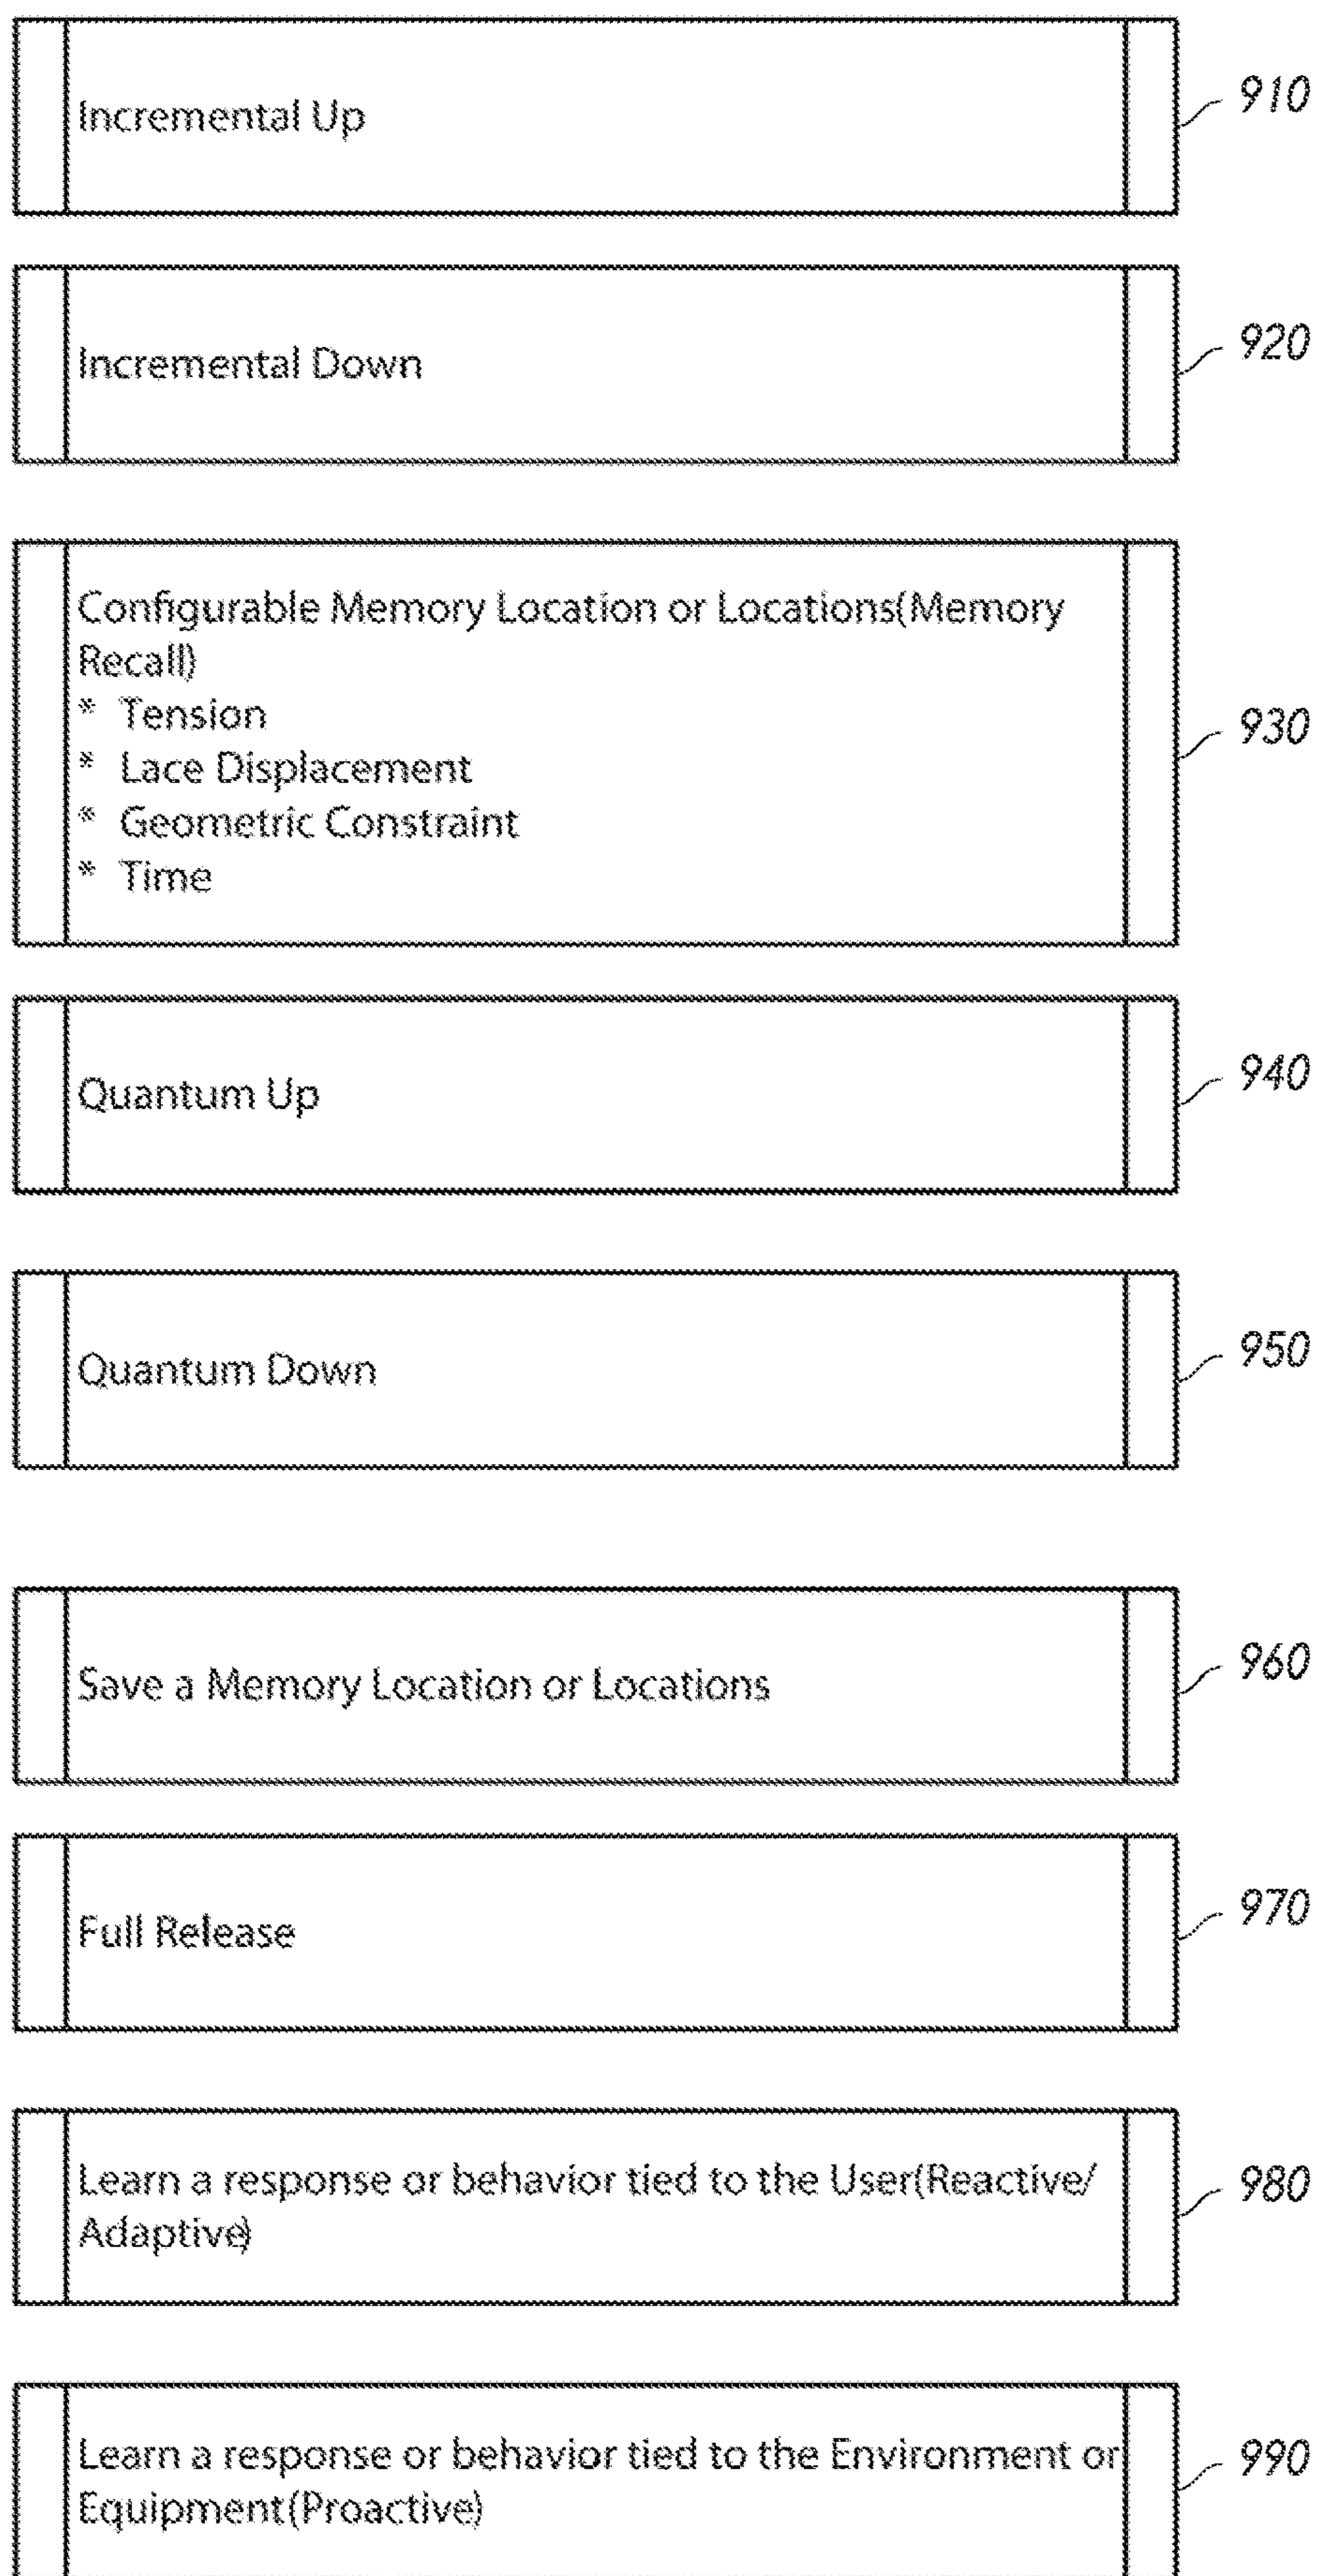 Incremental Up
910
Incremental Down
920
Configurable Memory Location or Locations(Memory
Recall)
* Tension
* Lace Displacement
* Geometric Constraint
* Time
930
Quantum Up
940
Quantum Down
950
Save a Memory Location or Locations
960
Full Release
970
Learn a response or behavior tied to the User(Reactive/
Adaptive)
980
Learn a response or behavior tied to the Environment or
Equipment(Proactive)
990